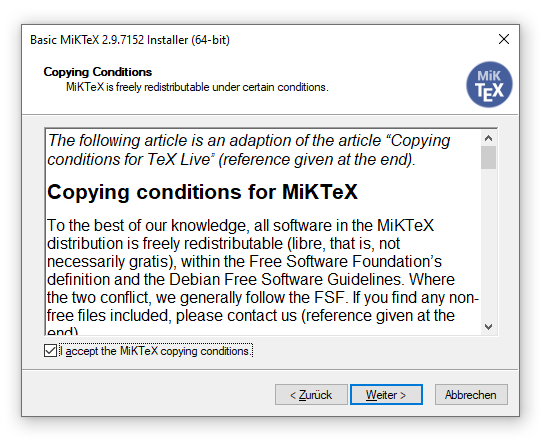 Basic MiKTeX 2.9.7152 Installer (64-bit)
Copying Conditions
MiKTeX is freely redistributable under certain conditions.
MiK
TEX
The following article is an adaption of the article “Copying
conditions for TeX Live” (reference given at the end).
Copying conditions for MiKTeX
To the best of our knowledge, all software in the MiKTeX
distribution is freely redistributable (libre, that is, not
necessarily gratis), within the Free Software Foundation’s
definition and the Debian Free Software Guidelines. Where
the two conflict, we generally follow the FSF. If you find any non-
free files included, please contact us (reference given at the
end)
I accept the MiKTeX copying conditions.
< Zurück
Weiter >
Abbrechen